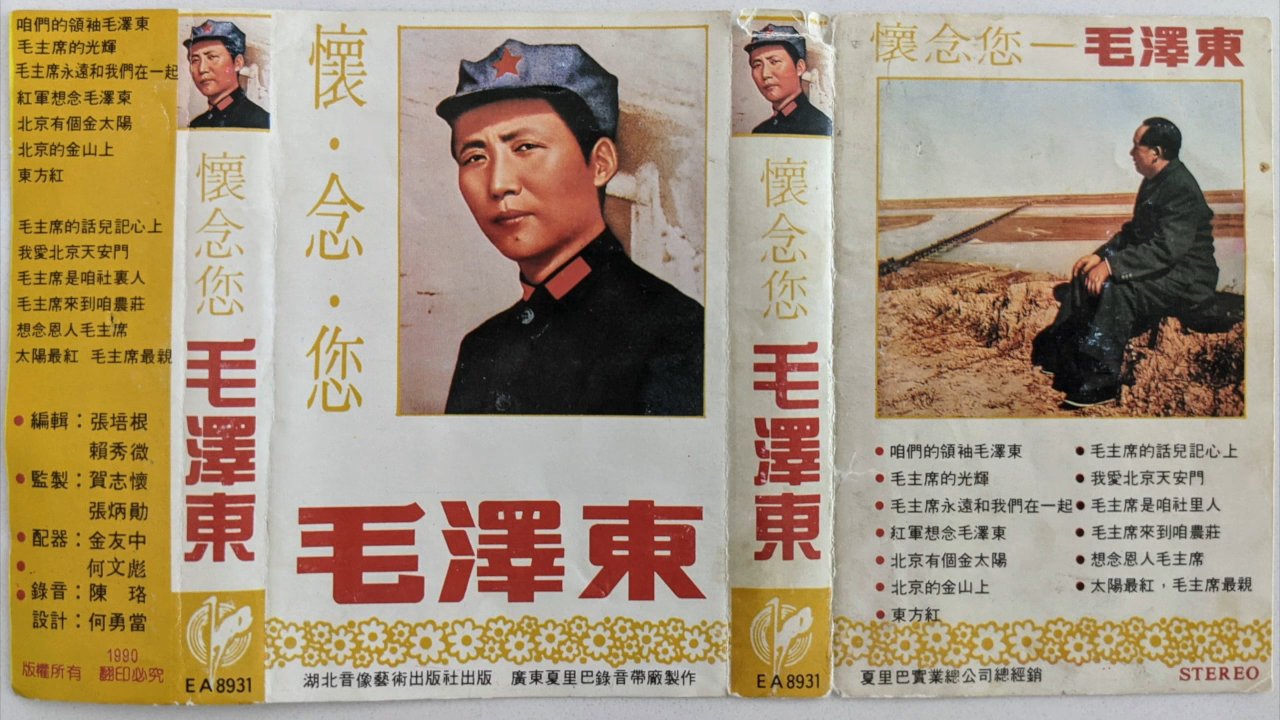 咱們的領袖毛澤東
毛主席的光輝
毛主席永遠和我們在一起
紅軍想念毛澤東
北京有個金太陽
北京的金山上
東方紅
毛主席的話兒記心上
我愛北京天安門
毛主席是咱社裏人
毛主席來到咱農莊
想念恩人毛主席
太陽最紅 毛主席最親
編輯：張培根
賴秀微
監製：賀志懷
張炳勛
配器：金友中
何文彪
錄音：陳 珞
設計：何勇當
1990
版權所有 翻印必究
懷念您
毛澤東
EA8931
懷·念·您
毛澤東
湖北音像藝術出版社出版 廣東夏里巴錄音帶廠製作
懷念您
毛澤東
EA8931
懷念您—毛澤東
咱們的領袖毛澤東
毛主席的光輝
毛主席永遠和我們在一起
紅軍想念毛澤東
北京有個金太陽
北京的金山上
東方紅
毛主席的話兒記心上
我愛北京天安門
毛主席是咱社里人
毛主席來到咱農莊
想念恩人毛主席
太陽最紅，毛主席最親
夏里巴實業總公司總經銷
STEREO